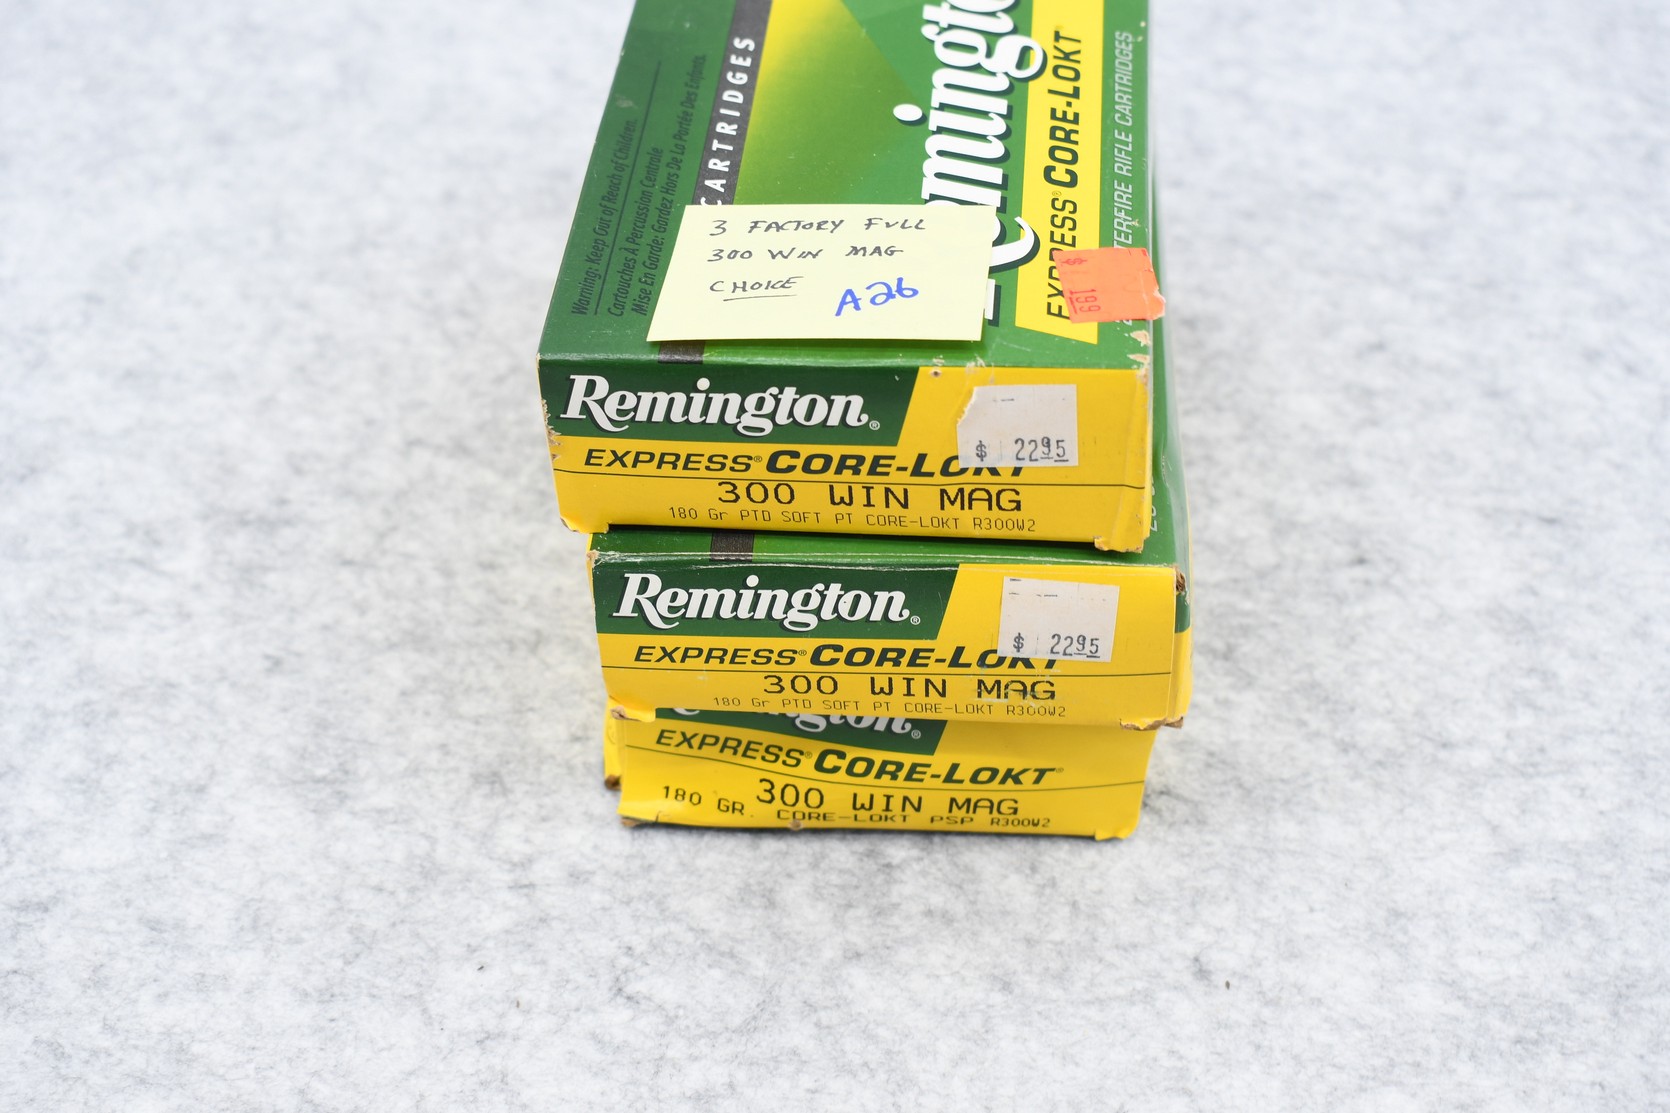 Warning: Keep Out of Reach of Children.
Cartouches À Percussion Centrale
Mise En Garde: Gardez Hors De La Portée Des Enfants.
CARTRIDGES
Remington
EXPRESS® CORE-LOKT
CENTERFIRE RIFLE CARTRIDGES
3 FACTORY FULL
300 WIN MAG
CHOICE A26
Remington®
$ 2295
EXPRESS® CORE-LOKT
300 WIN MAG
180 Gr PTD SOFT PT CORE-LOKT R300W2
Remington®
$ 2295
EXPRESS® CORE-LOKT
300 WIN MAG
180 Gr PTD SOFT PT CORE-LOKT R300W2
Remington®
EXPRESS® CORE-LOKT®
180 GR 300 WIN MAG
CORE-LOKT PSP R300W2